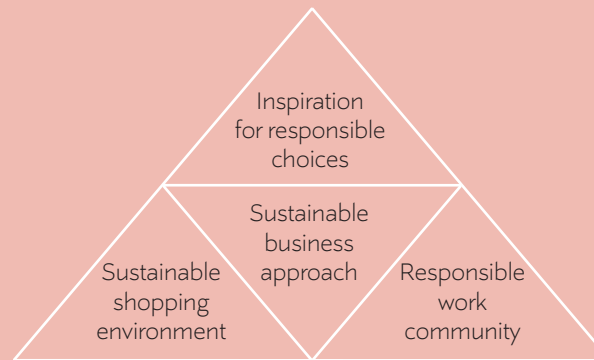 Inspiration
for responsible
choices
Sustainable
business
approach
Sustainable
shopping
environment
Responsible
work
community